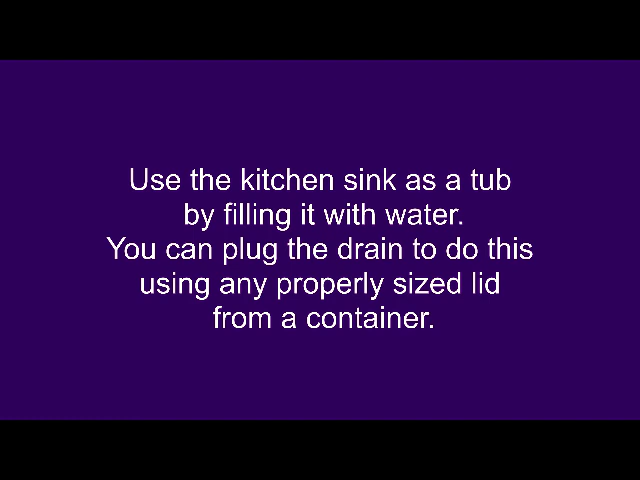 Use the kitchen sink as a tub
by filling it with water.
You can plug the drain to do this
using any properly sized lid
from a container.